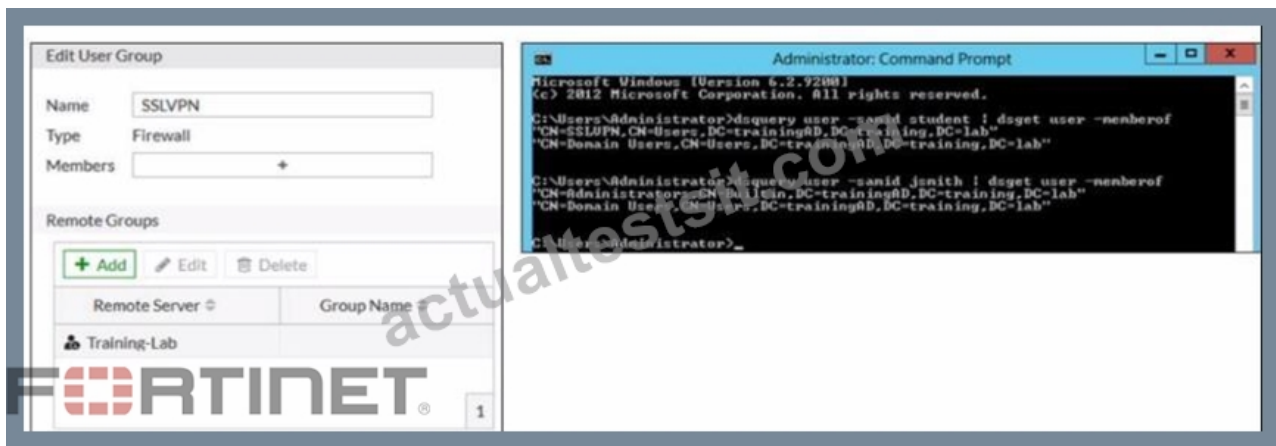 Edit User Group
Name SSLVPN
Type Firewall
Members +
Remote Groups
+ Add Edit Delete
Remote Server Group Name
Training-Lab
1
Administrator: Command Prompt
Microsoft Windows [Version 6.2.9200]
(c) 2012 Microsoft Corporation. All rights reserved.
C:\Users\Administrator>dsquery user -samid student | dsget user -memberof
"CN=SSLVPN,CN=Users,DC=trainingAD,DC=training,DC=lab"
"CN=Domain Users,CN=Users,DC=trainingAD,DC=training,DC=lab"
C:\Users\Administrator>dsquery user -samid jsmith | dsget user -memberof
"CN=Administrators,CN=Builtin,DC=trainingAD,DC=training,DC=lab"
"CN=Domain Users,CN=Users,DC=trainingAD,DC=training,DC=lab"
C:\Users\Administrator>_
actualtestsit.com
FORTINET®